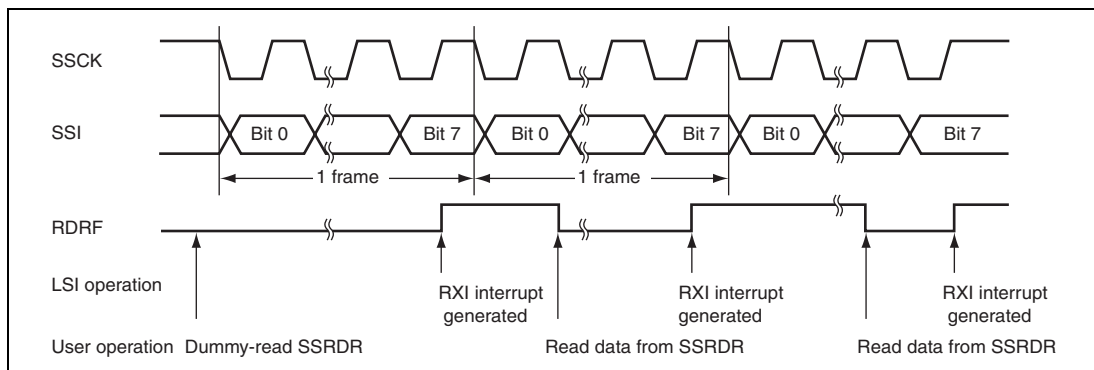 SSCK
SSI Bit 0 Bit 7 Bit 0 Bit 7 Bit 0 Bit 7
1 frame 1 frame
RDRF
LSI operation RXI interrupt generated RXI interrupt generated RXI interrupt generated
User operation Dummy-read SSRDR Read data from SSRDR Read data from SSRDR